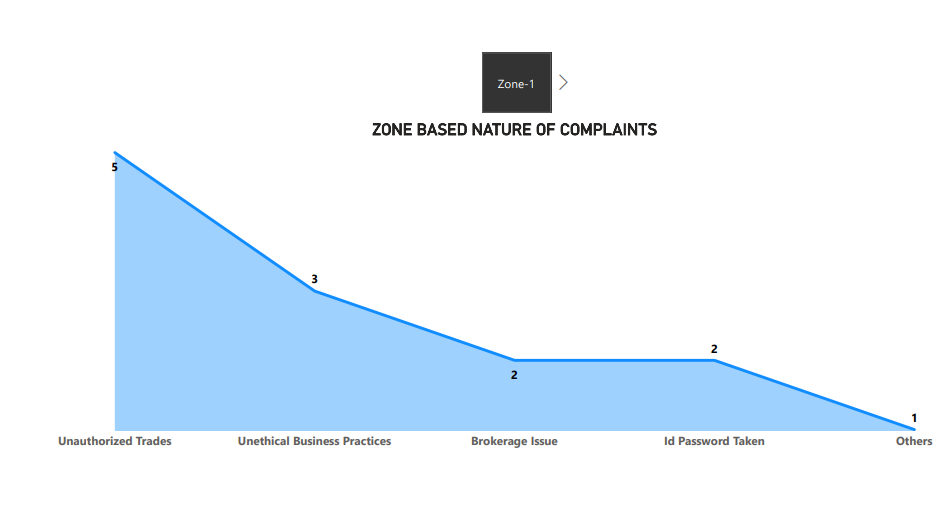 Zone-1
ZONE BASED NATURE OF COMPLAINTS
5
3
2
2
1
Unauthorized Trades
Unethical Business Practices
Brokerage Issue
Id Password Taken
Others